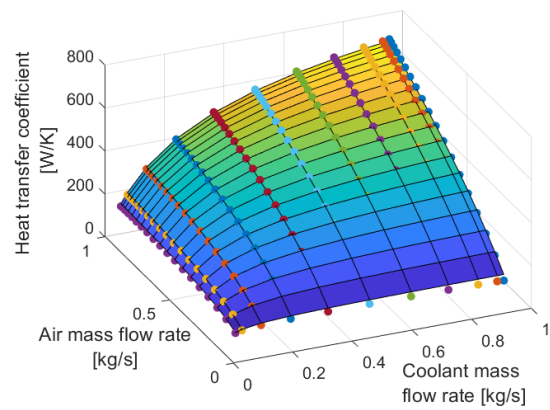 Heat transfer coefficient
[W/K]
800
600
400
200
0
1
0.5
0
Air mass flow rate
[kg/s]
0
0.2
0.4
0.6
0.8
1
Coolant mass
flow rate [kg/s]